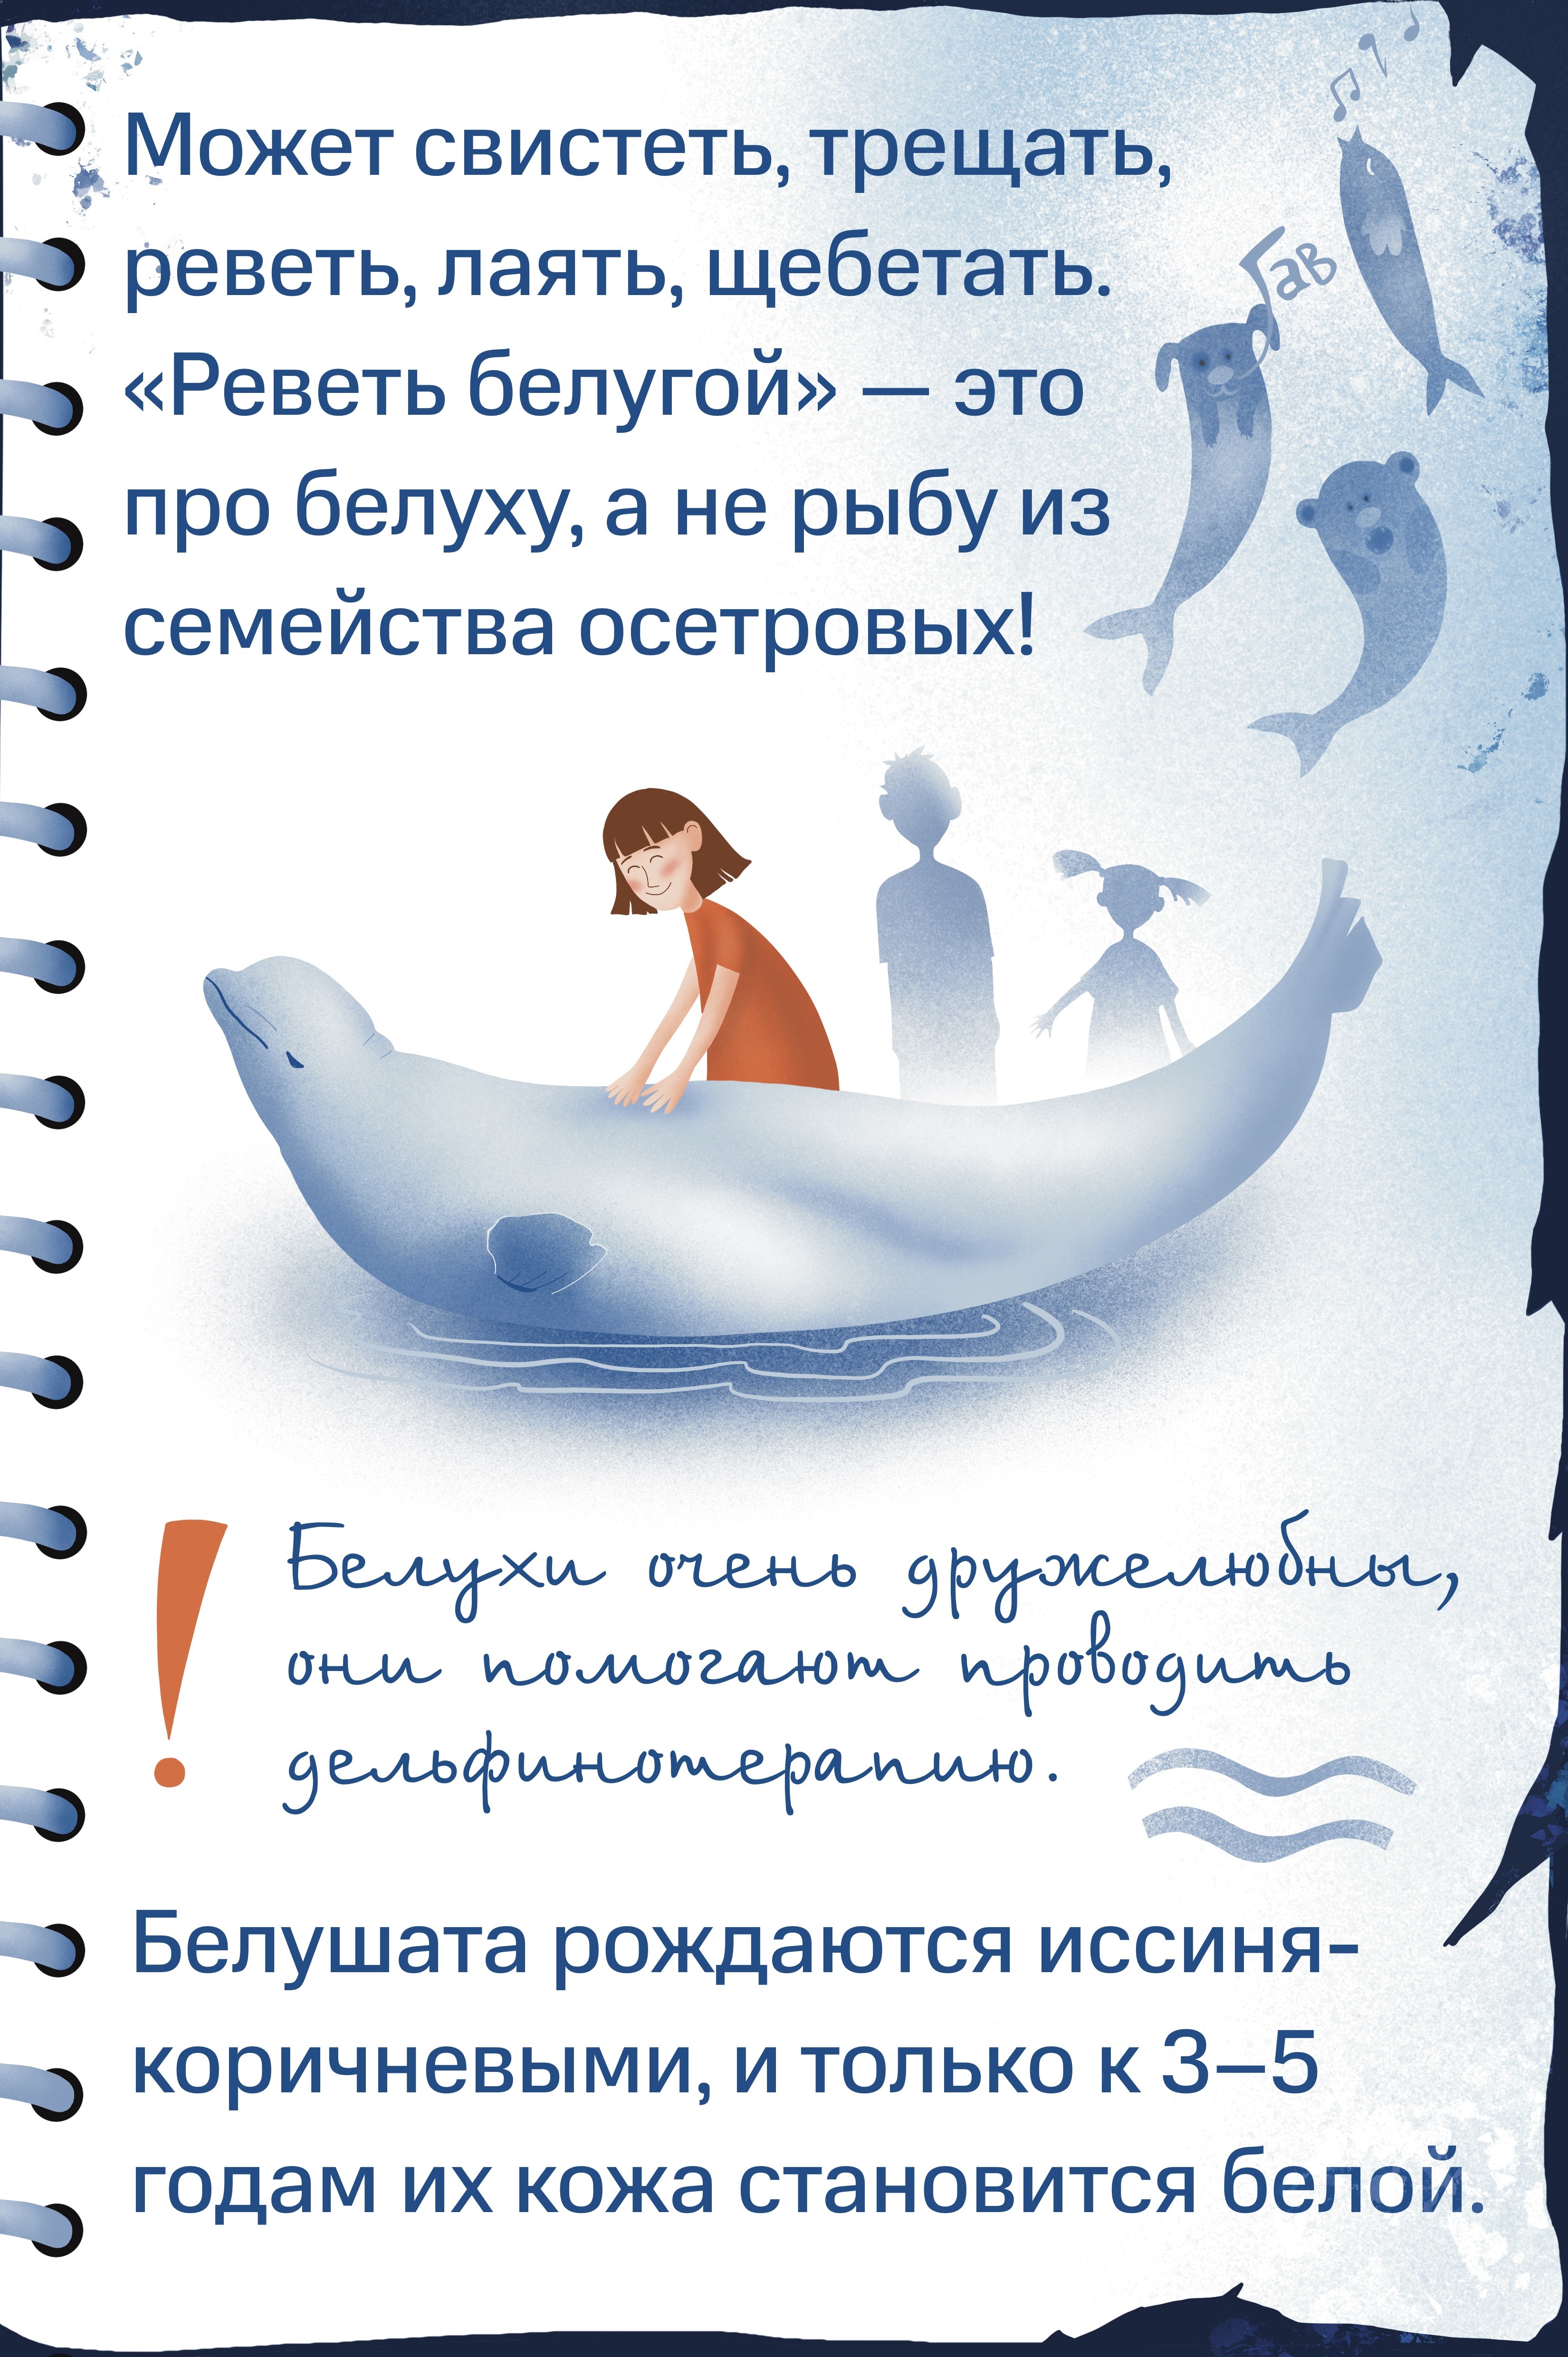 Может свистеть, трещать,
реветь, лаять, щебетать.
«Реветь белугой» — это
про белуху, а не рыбу из
семейства осетровых!
Гав
!
Белухи очень дружелюбны,
они помогают проводить
дельфинотерапию.
Белушата рождаются иссиня-
коричневыми, и только к 3–5
годам их кожа становится белой.